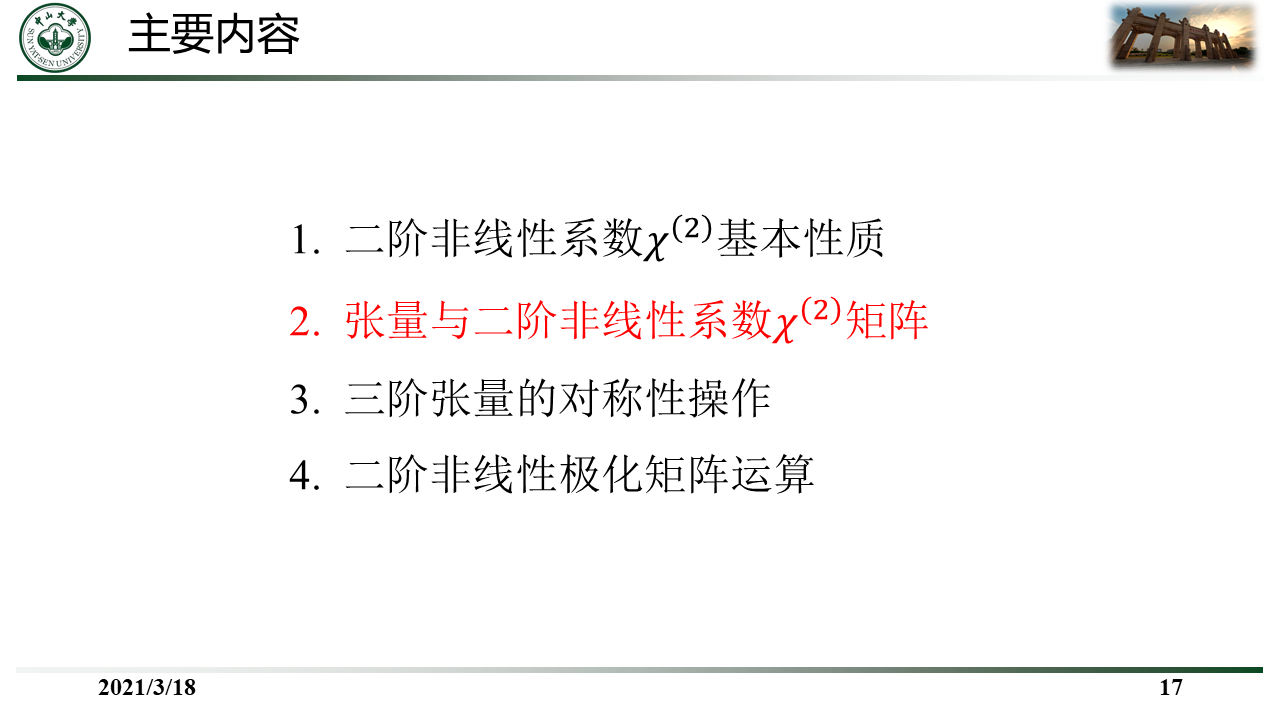 中山大学
SUN YAT-SEN UNIVERSITY
主要内容
1. 二阶非线性系数χ⁽²⁾基本性质
2. 张量与二阶非线性系数χ⁽²⁾矩阵
3. 三阶张量的对称性操作
4. 二阶非线性极化矩阵运算
2021/3/18
17